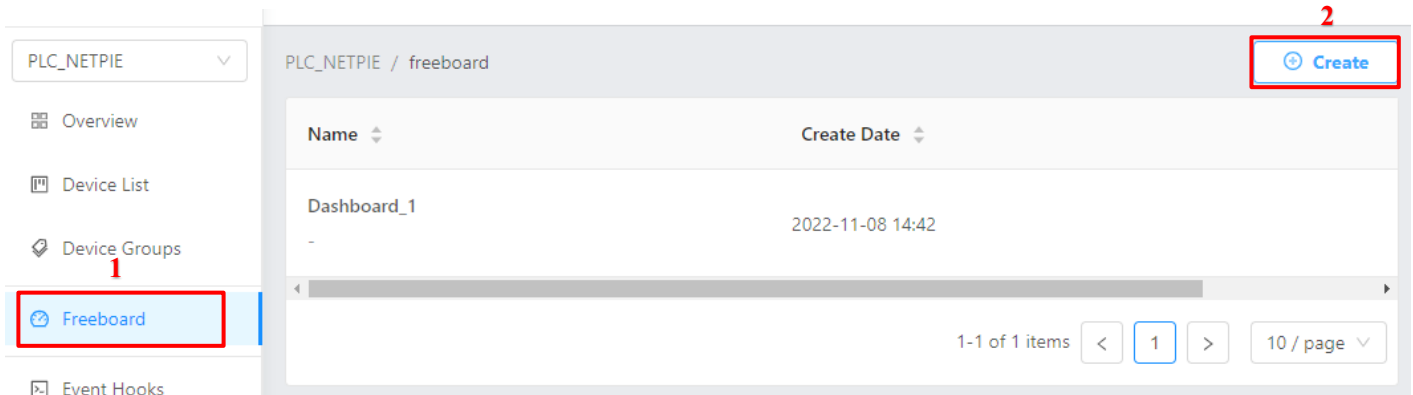 2
PLC_NETPIE
PLC_NETPIE / freeboard
Create
Overview
Name
Create Date
Device List
Dashboard_1
-
2022-11-08 14:42
Device Groups
1
Freeboard
1-1 of 1 items < 1 > 10 / page
Event Hooks